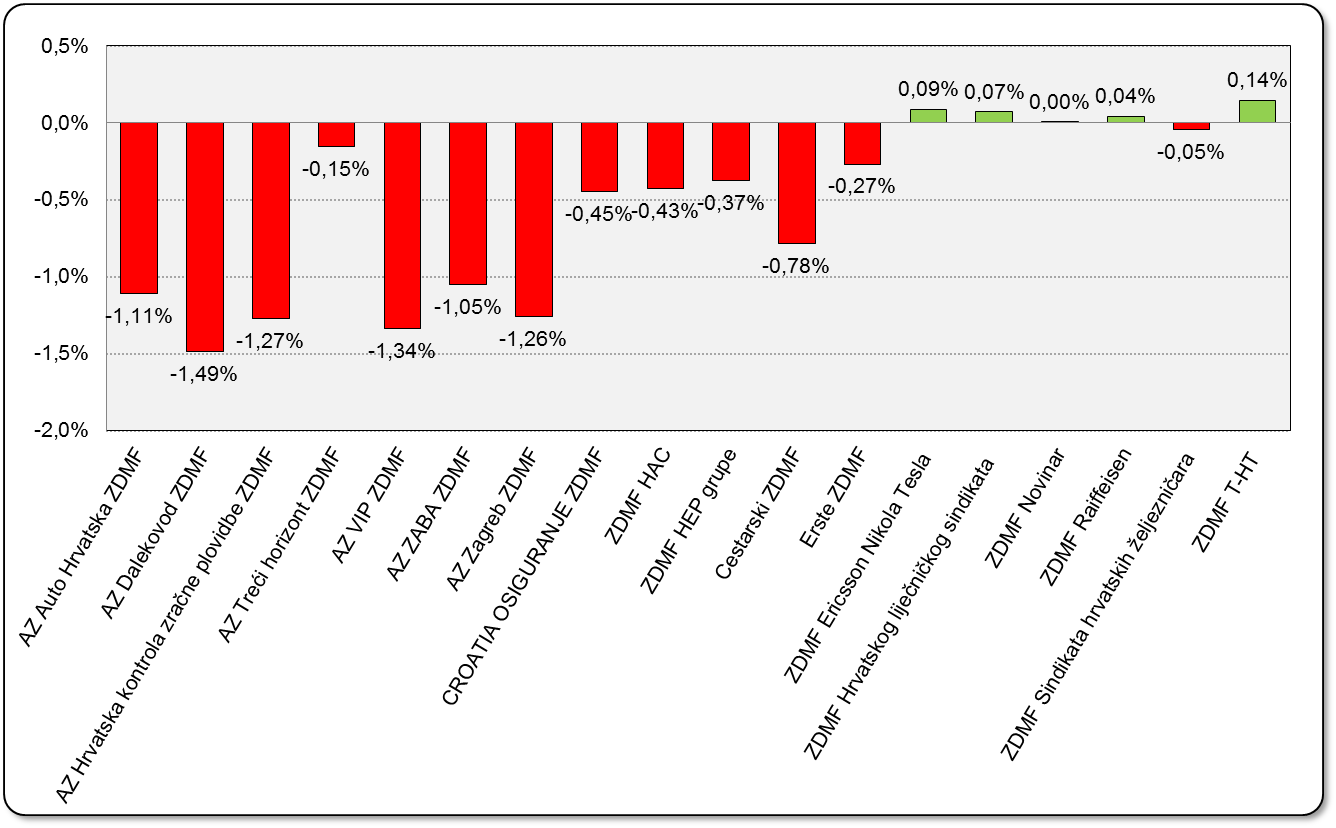 0,5%
0,0%
-0,5%
-1,0%
-1,5%
-2,0%
-1,11%
-1,49%
-1,27%
-0,15%
-1,34%
-1,05%
-1,26%
-0,45%
-0,43%
-0,37%
-0,78%
-0,27%
0,09%
0,07%
0,00%
0,04%
-0,05%
0,14%
AZ Auto Hrvatska ZDMF
AZ Dalekovod ZDMF
AZ Hrvatska kontrola zračne plovidbe ZDMF
AZ Treći horizont ZDMF
AZ VIP ZDMF
AZ ZABA ZDMF
AZ Zagreb ZDMF
CROATIA OSIGURANJE ZDMF
ZDMF HAC
ZDMF HEP grupe
Cestarski ZDMF
Erste ZDMF
ZDMF Ericsson Nikola Tesla
ZDMF Hrvatskog liječničkog sindikata
ZDMF Novinar
ZDMF Raiffeisen
ZDMF Sindikata hrvatskih željezničara
ZDMF T-HT